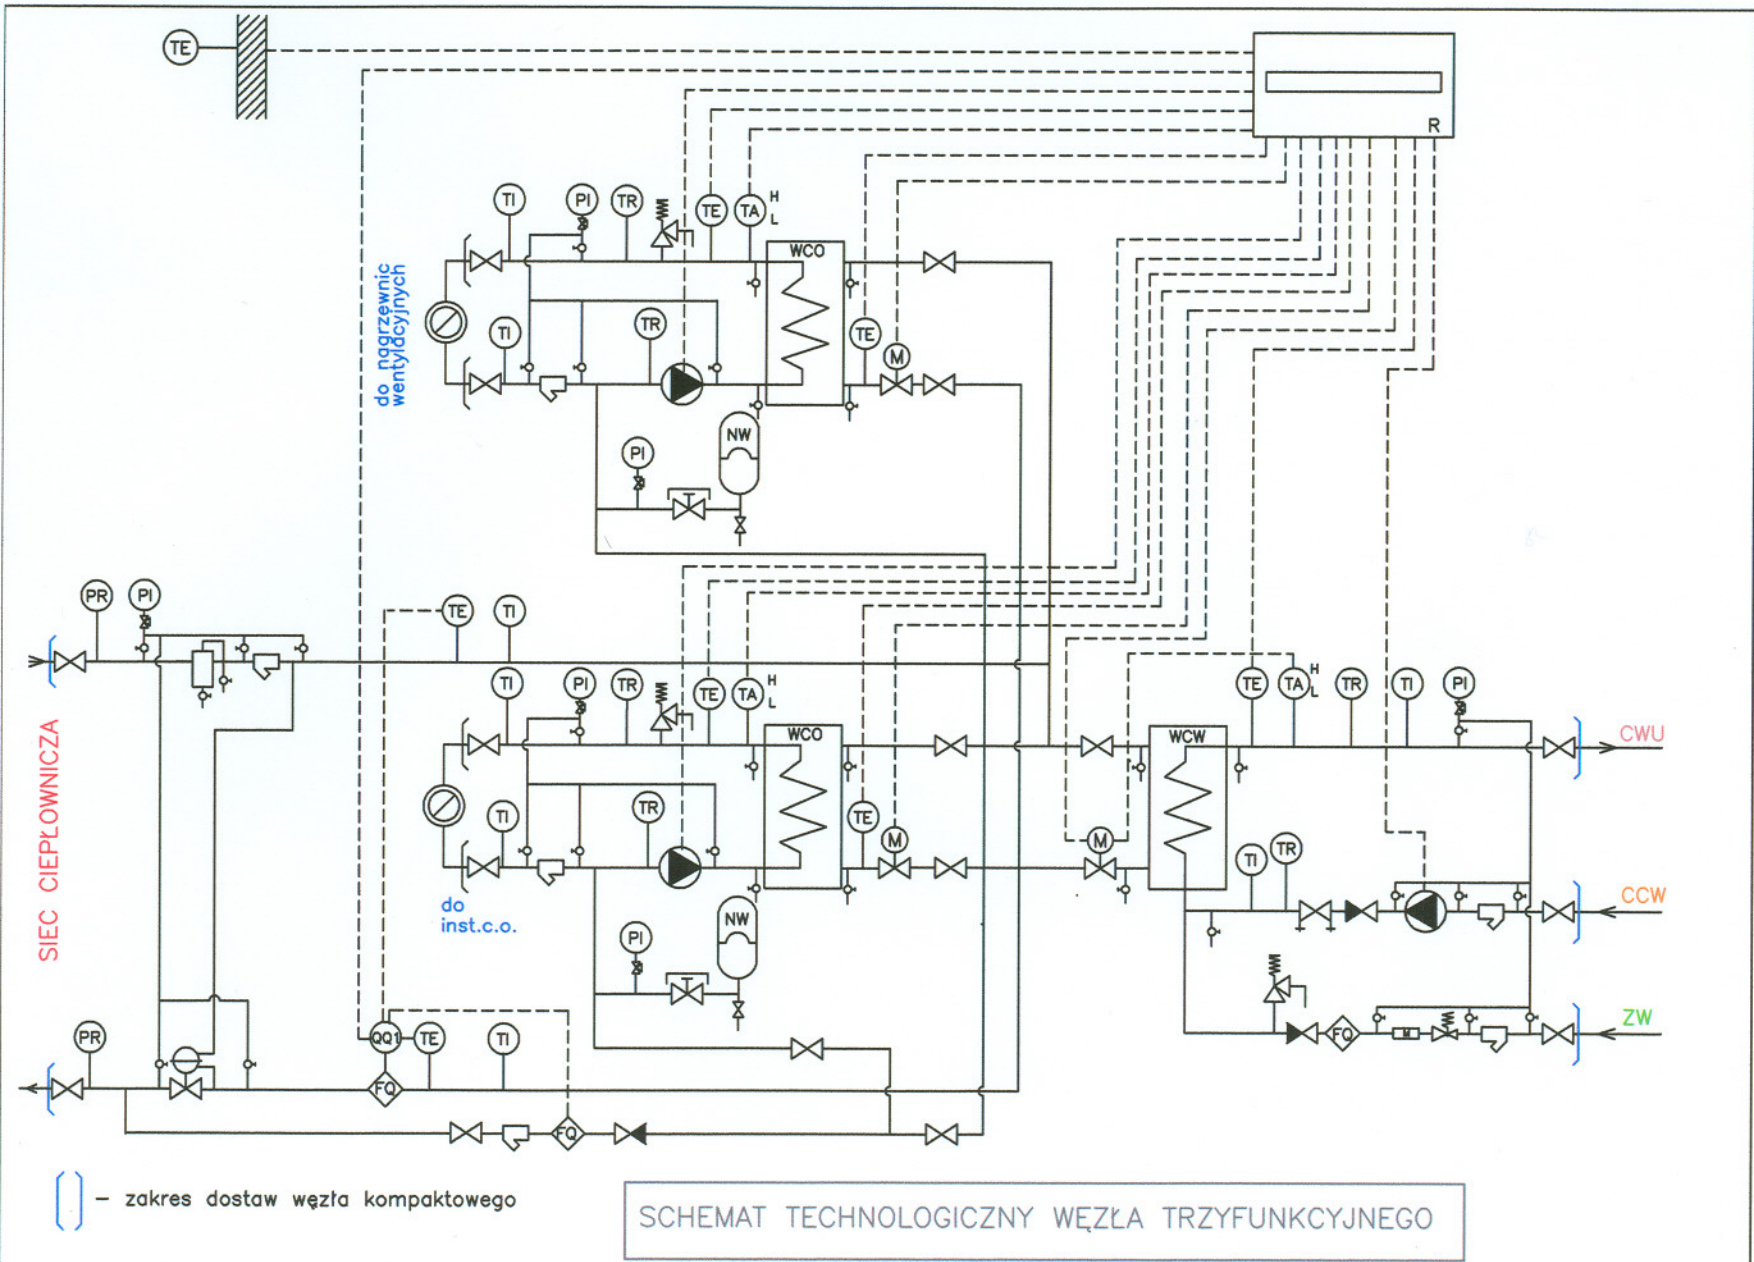 TE
R
TI
PI
TR
TE
TA
H
L
WCO
do nagrzewnic
wentylacyjnych
TI
TR
TE
M
NW
PI
PR
PI
TE
TI
TI
PI
TR
TE
TA
H
L
WCO
TE
TA
H
L
TR
TI
PI
WCW
CWU
SIEC CIEPŁOWNICZA
TI
TR
TE
M
M
TI
TR
CCW
do
inst.c.o.
NW
PI
PR
QQ1
TE
TI
FQ
FQ
M
ZW
FQ
- zakres dostaw węzła kompaktowego
SCHEMAT TECHNOLOGICZNY WĘZŁA TRZYFUNKCYJNEGO